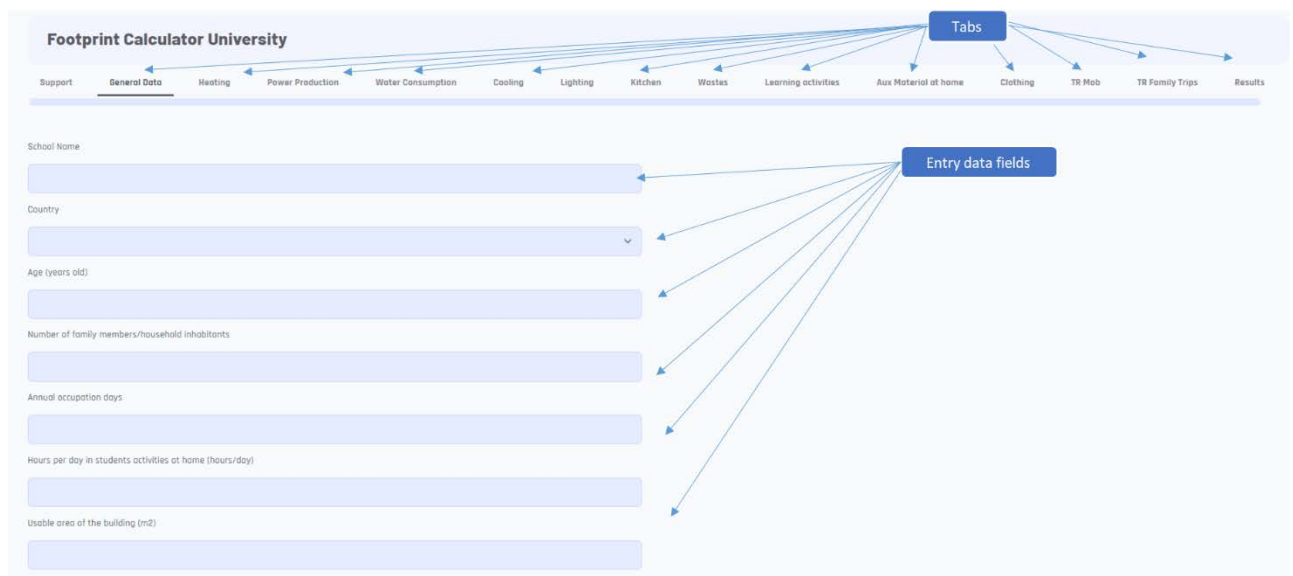 Tabs
Footprint Calculator University
Support General Data Heating Power Production Water Consumption Cooling Lighting Kitchen Wastes Learning activities Aux Material at home Clothing TR Mob TR Family Trips Results
School Name
Entry data fields
Country
Age (years old)
Number of family members/household inhabitants
Annual occupation days
Hours per day in students activities at home (hours/day)
Usable area of the building (m2)